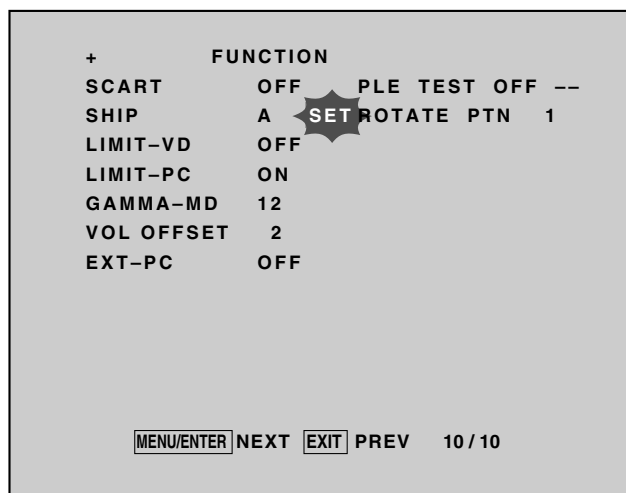 + FUNCTION
SCART OFF PLE TEST OFF --
SHIP A SET ROTATE PTN 1
LIMIT-VD OFF
LIMIT-PC ON
GAMMA-MD 12
VOL OFFSET 2
EXT-PC OFF
MENU/ENTER NEXT EXIT PREV 10/10